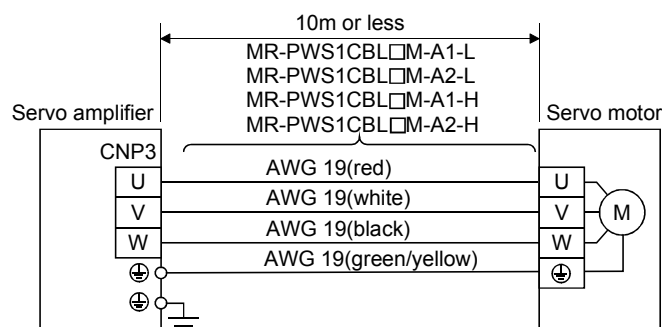 10m or less
MR-PWS1CBL□M-A1-L
MR-PWS1CBL□M-A2-L
MR-PWS1CBL□M-A1-H
MR-PWS1CBL□M-A2-H
Servo amplifier
Servo motor
CNP3
U
AWG 19(red)
U
V
AWG 19(white)
V
M
W
AWG 19(black)
W
AWG 19(green/yellow)